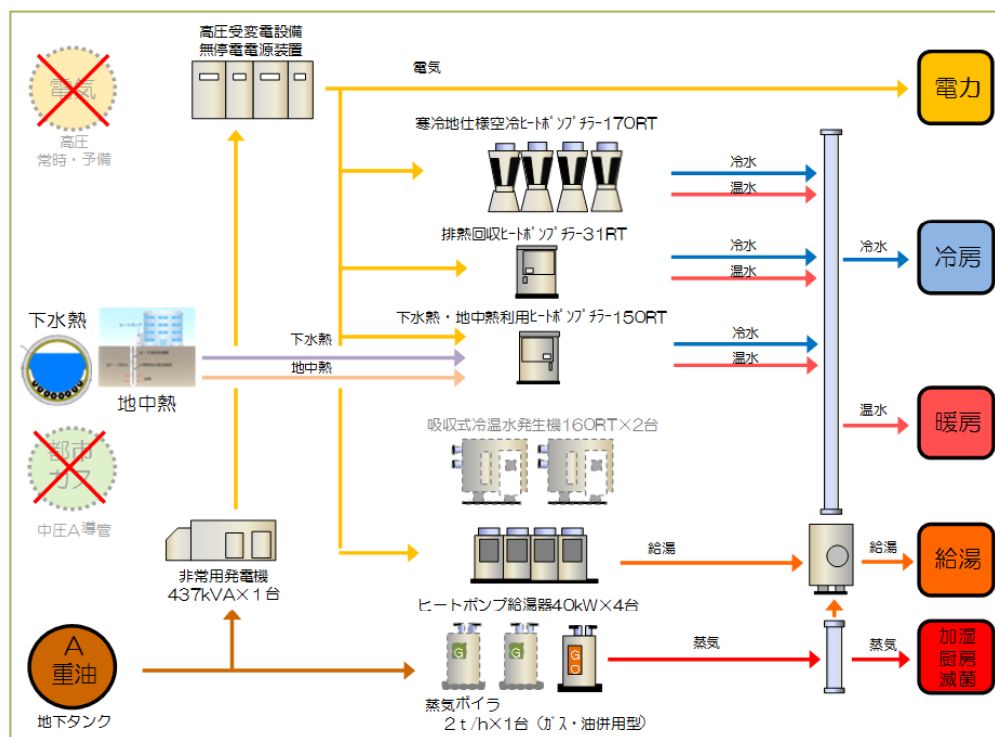 高圧受変電設備
無停電電源装置
電気
高圧
常時・予備
電気
電力
寒冷地仕様空冷ﾋｰﾄﾎﾟﾝﾌﾟﾁﾗｰ170RT
冷水
温水
排熱回収ﾋｰﾄﾎﾟﾝﾌﾟﾁﾗｰ31RT
冷水
温水
冷水
冷房
下水熱・地中熱利用ﾋｰﾄﾎﾟﾝﾌﾟﾁﾗｰ150RT
下水熱
下水熱
地中熱
地中熱
冷水
温水
温水
暖房
吸収式冷温水発生機160RT×2台
都市
ガス
中圧A導管
非常用発電機
437kVA×1台
給湯
給湯
給湯
ヒートポンプ給湯器40kW×4台
A
重油
地下タンク
G
G
G
O
蒸気
蒸気
加湿
厨房
滅菌
蒸気ボイラ
2t/h×1台（ｶﾞｽ・油併用型）